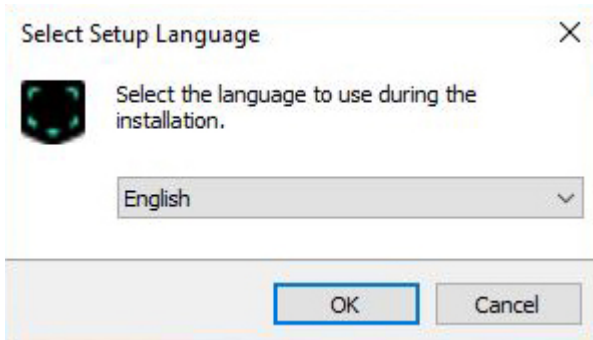 Select Setup Language
Select the language to use during the
installation.
English
OK
Cancel